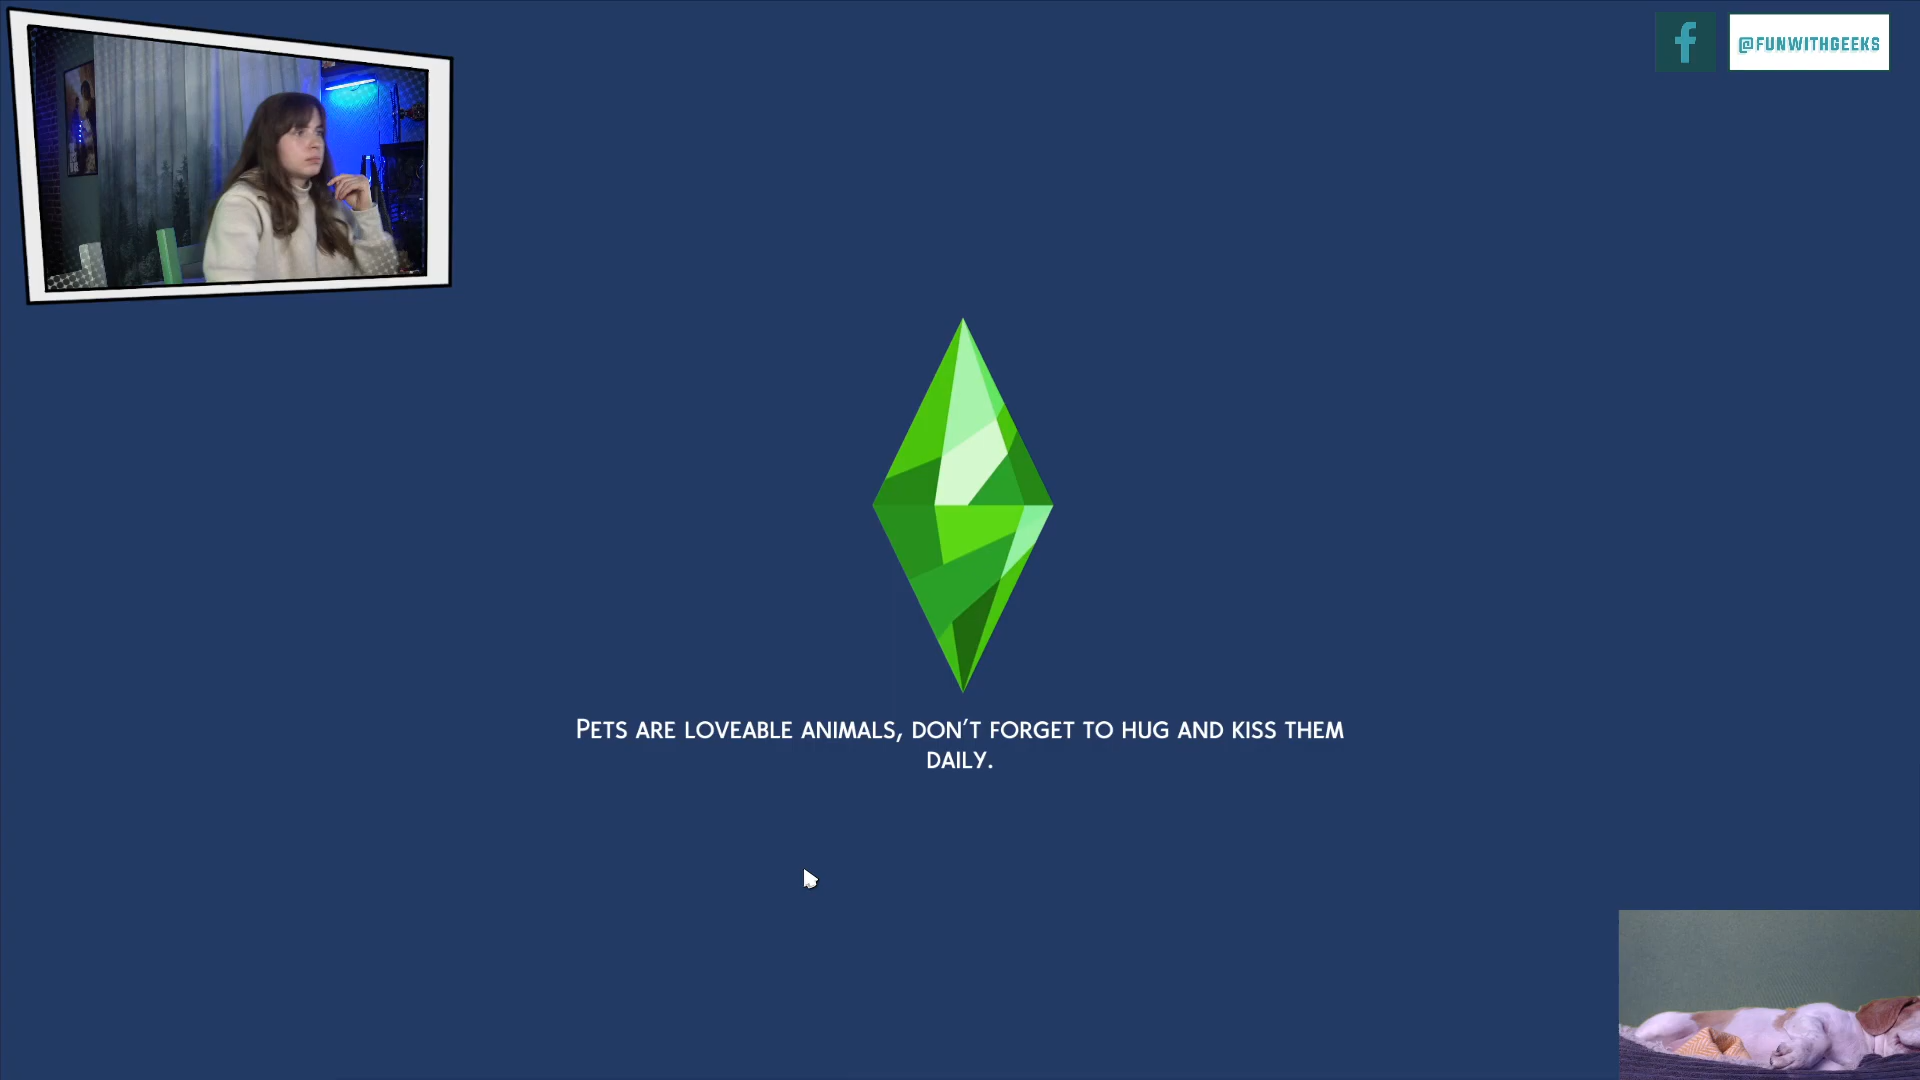 f
@FUNWITHGEEKS
PETS ARE LOVEABLE ANIMALS, DON'T FORGET TO HUG AND KISS THEM
DAILY.